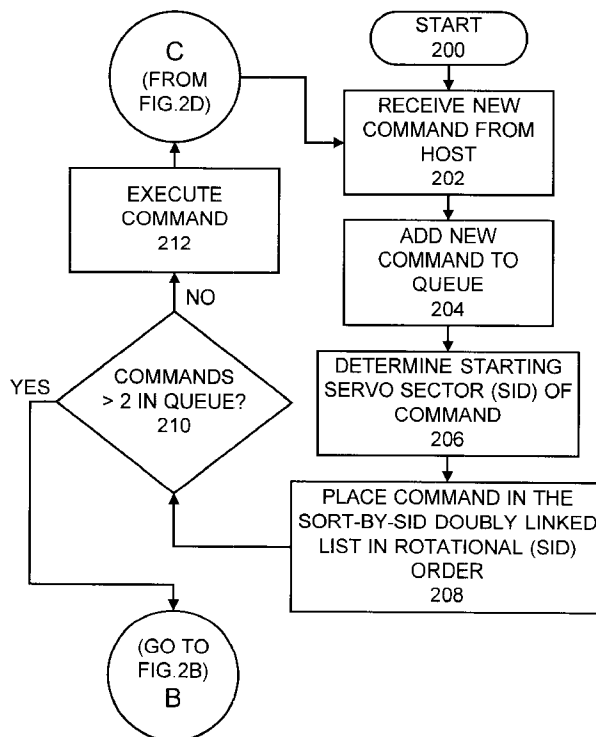 START
200
RECEIVE NEW
COMMAND FROM
HOST
202
ADD NEW
COMMAND TO
QUEUE
204
DETERMINE STARTING
SERVO SECTOR (SID) OF
COMMAND
206
PLACE COMMAND IN THE
SORT-BY-SID DOUBLY LINKED
LIST IN ROTATIONAL (SID)
ORDER
208
COMMANDS
> 2 IN QUEUE?
210
NO
YES
EXECUTE
COMMAND
212
C
(FROM
FIG.2D)
(GO TO
FIG.2B)
B